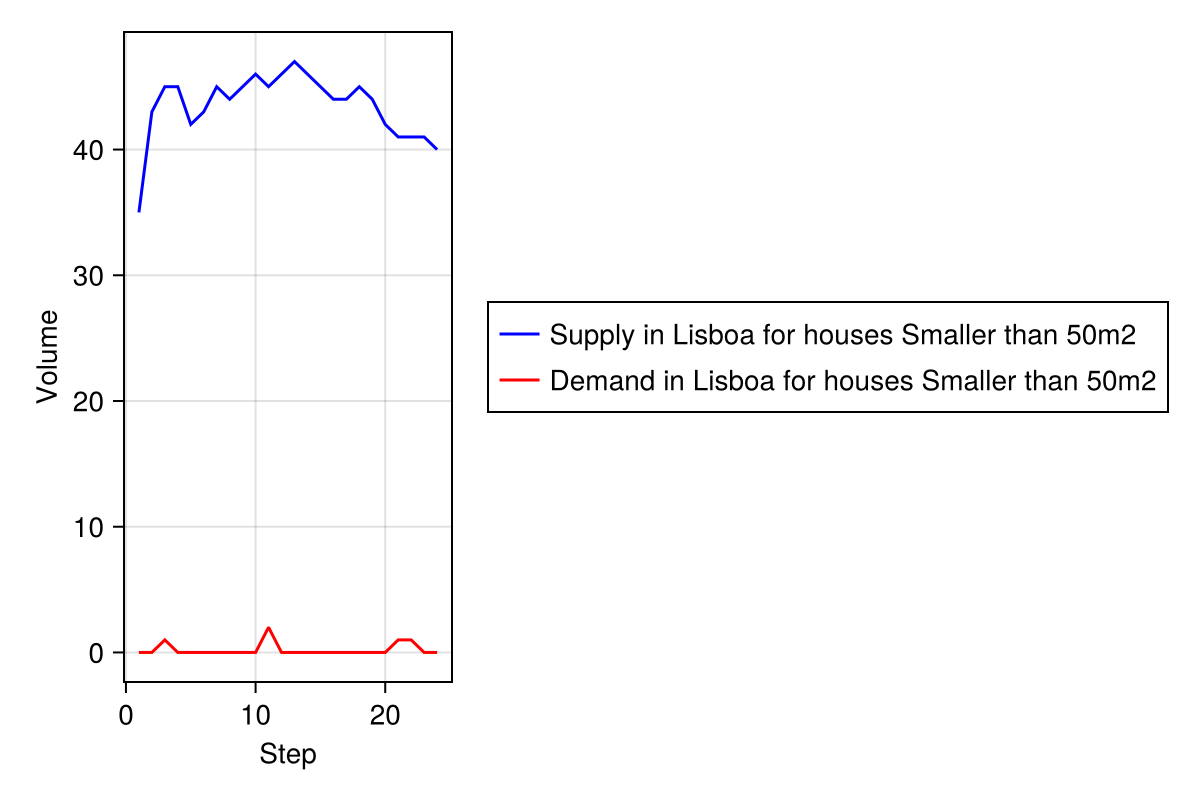 40
30
20
10
0
Volume
0 10 20
Step
Supply in Lisboa for houses Smaller than 50m2
Demand in Lisboa for houses Smaller than 50m2